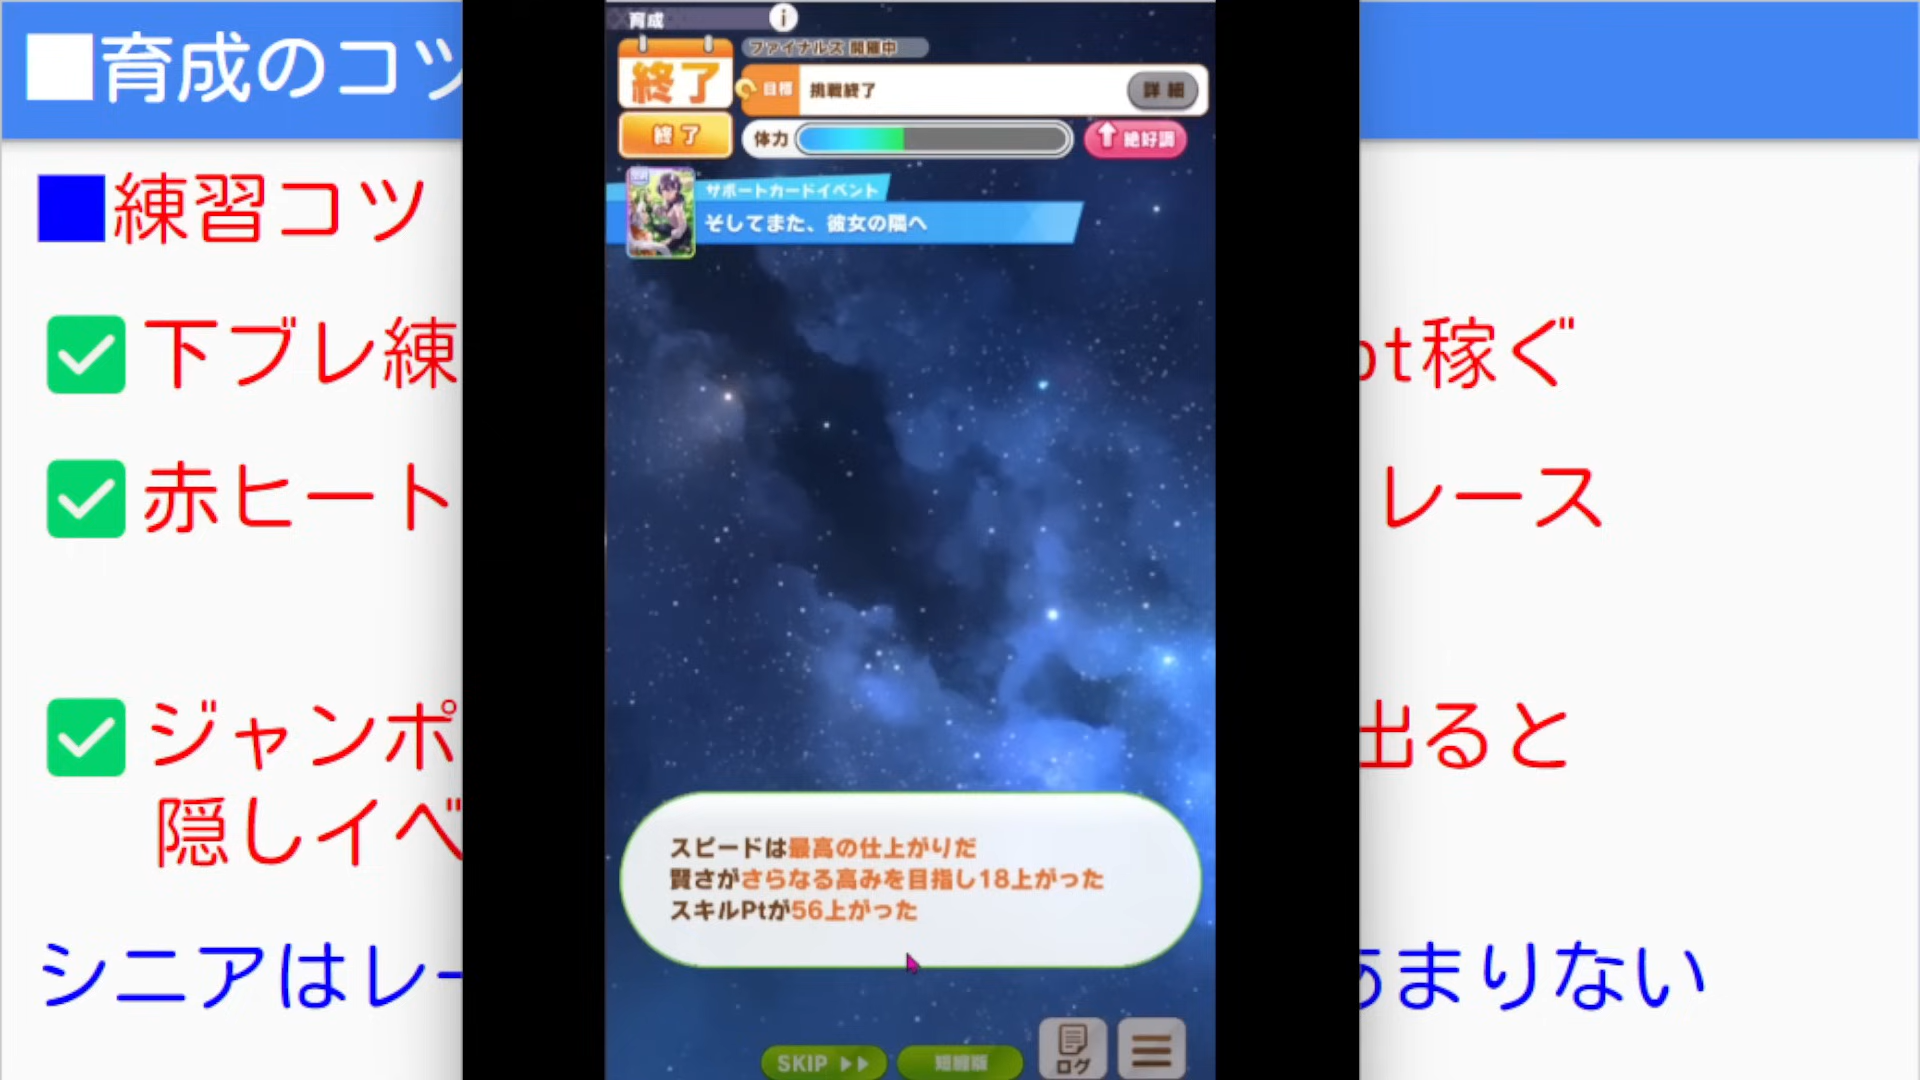 ■育成のコツ
■練習コツ
下ブレ練
pt稼ぐ
赤ヒート
レース
ジャンポ
出ると
隠しイベ
シニアはレー
あまりない
育成
i
ファイナルズ 開催中
終了
目標 挑戦終了 詳細
終了
体力
絶好調
サポートカードイベント
そしてまた、彼女の隣へ
スピードは最高の仕上がりだ
賢さがさらなる高みを目指し18上がった
スキルPtが56上がった
SKIP
短縮版
ログ